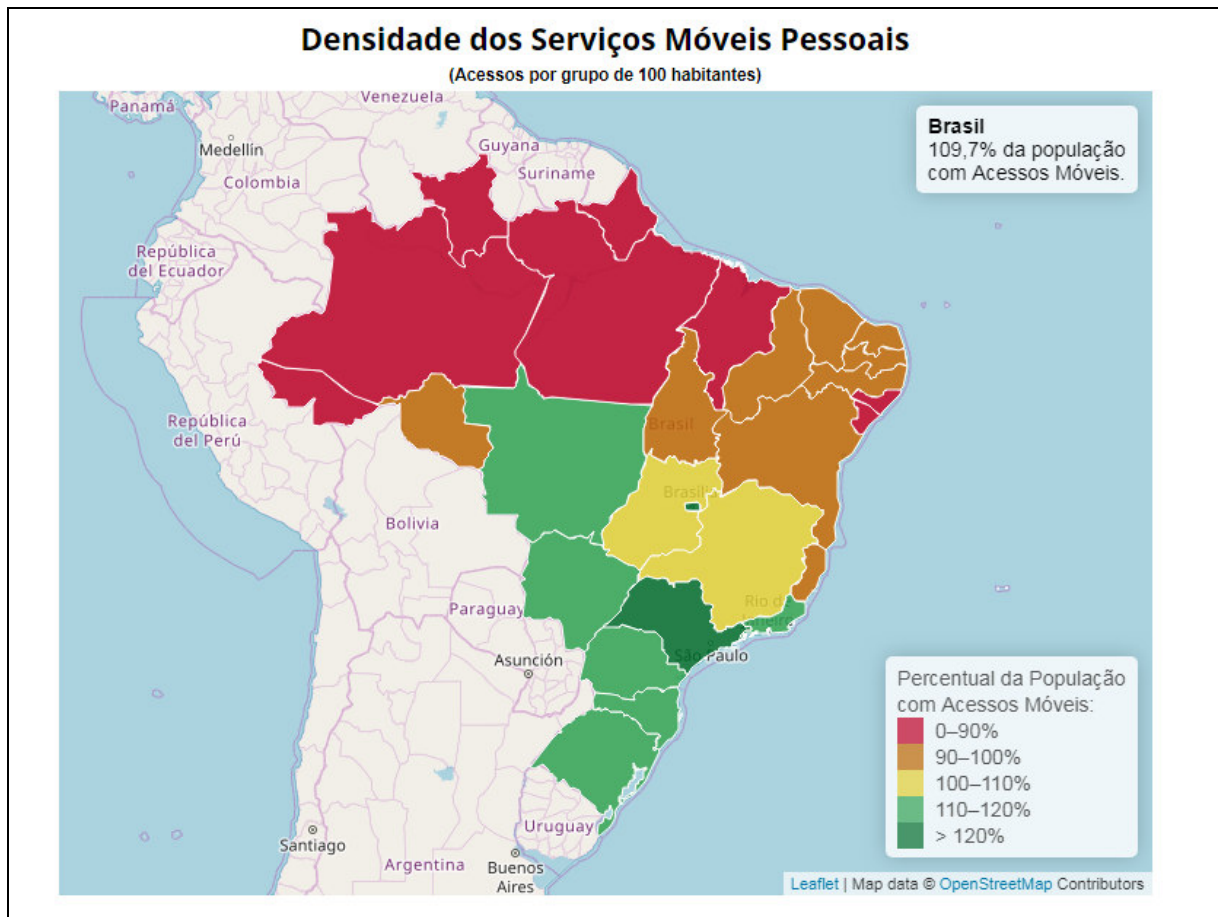 Densidade dos Serviços Móveis Pessoais
(Acessos por grupo de 100 habitantes)
Panamá
Venezuela
Medellín
Guyana
Suriname
Colombia
Brasil
109,7% da população
com Acessos Móveis.
República
del Ecuador
República
del Perú
Brasil
Brasília
Bolivia
Rio de
Janeiro
Paraguay
São Paulo
Asunción
Uruguay
Santiago
Argentina
Buenos
Aires
Percentual da População
com Acessos Móveis:
0–90%
90–100%
100–110%
110–120%
> 120%
Leaflet | Map data © OpenStreetMap Contributors